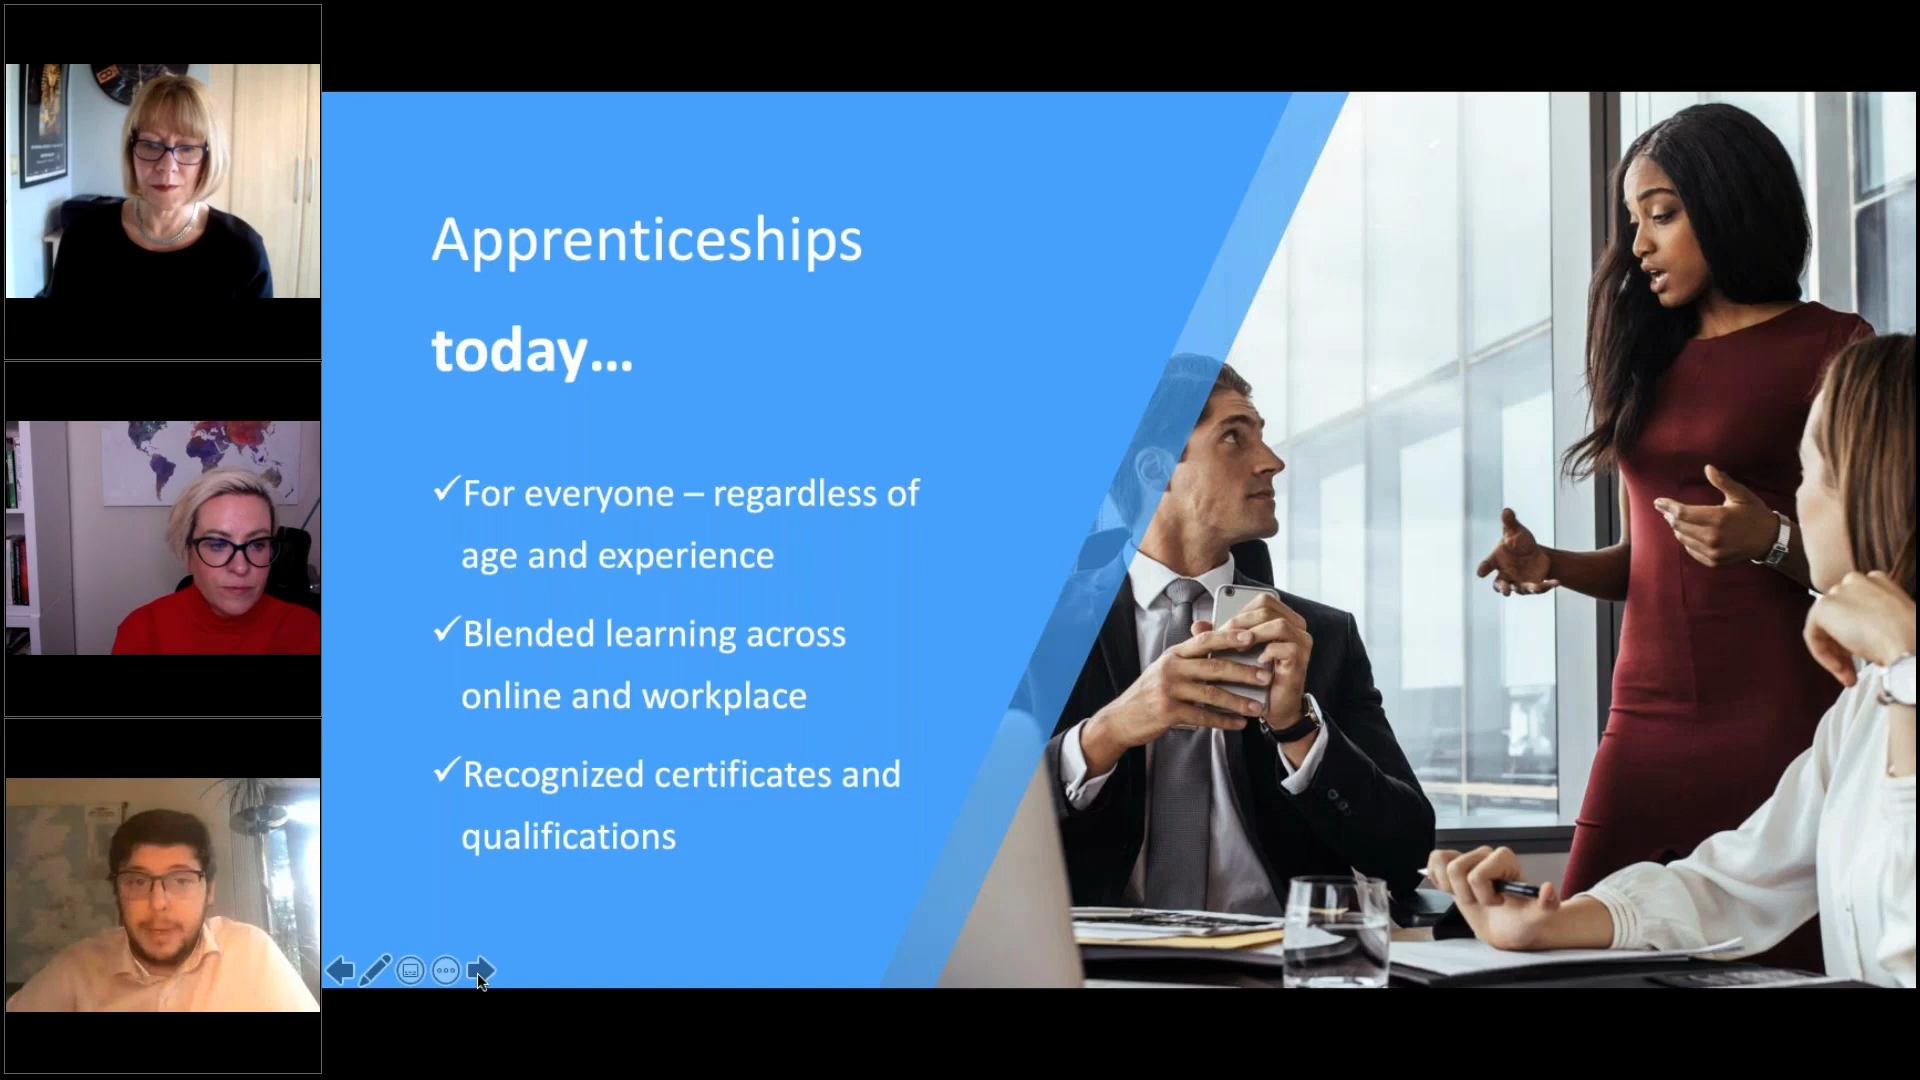 Apprenticeships
today...
✓For everyone – regardless of
age and experience
✓Blended learning across
online and workplace
✓Recognized certificates and
qualifications